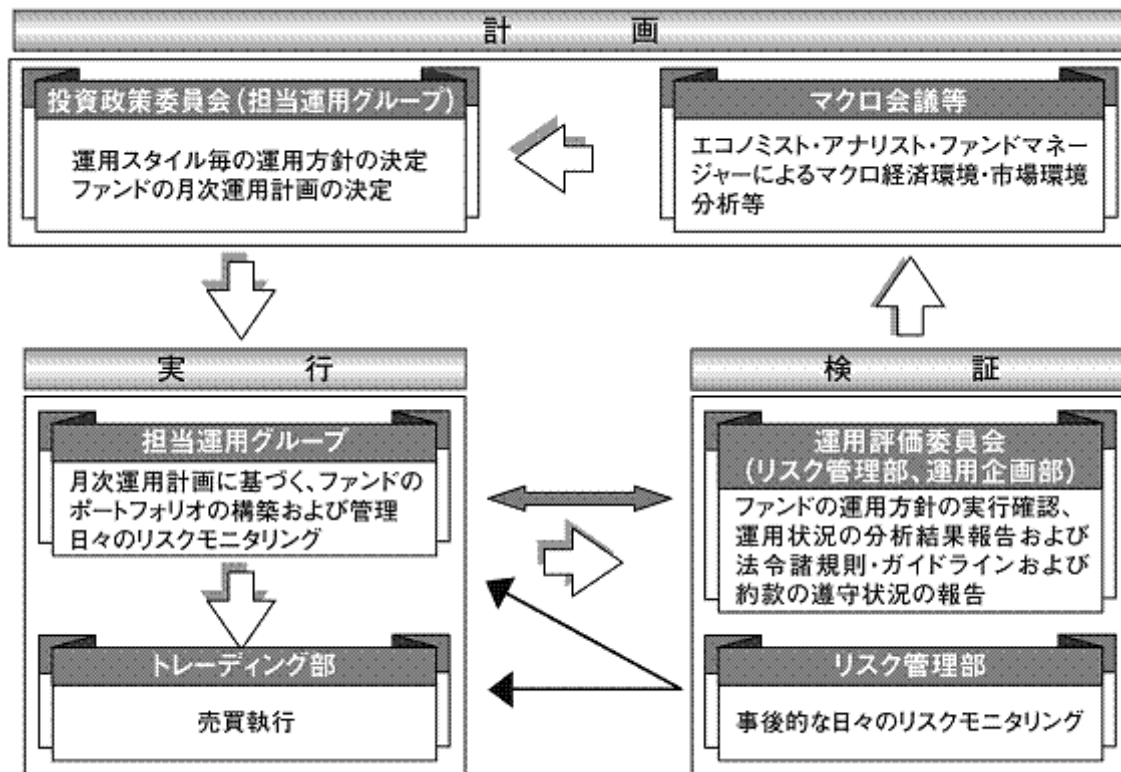 計画
投資政策委員会(担当運用グループ)
運用スタイル毎の運用方針の決定
ファンドの月次運用計画の決定
マクロ会議等
エコノミスト・アナリスト・ファンドマネー
ジャーによるマクロ経済環境・市場環境
分析等
実行
担当運用グループ
月次運用計画に基づく、ファンドの
ポートフォリオの構築および管理
日々のリスクモニタリング
トレーディング部
売買執行
検証
運用評価委員会
(リスク管理部、運用企画部)
ファンドの運用方針の実行確認、
運用状況の分析結果報告および
法令諸規則・ガイドラインおよび
約款の遵守状況の報告
リスク管理部
事後的な日々のリスクモニタリング